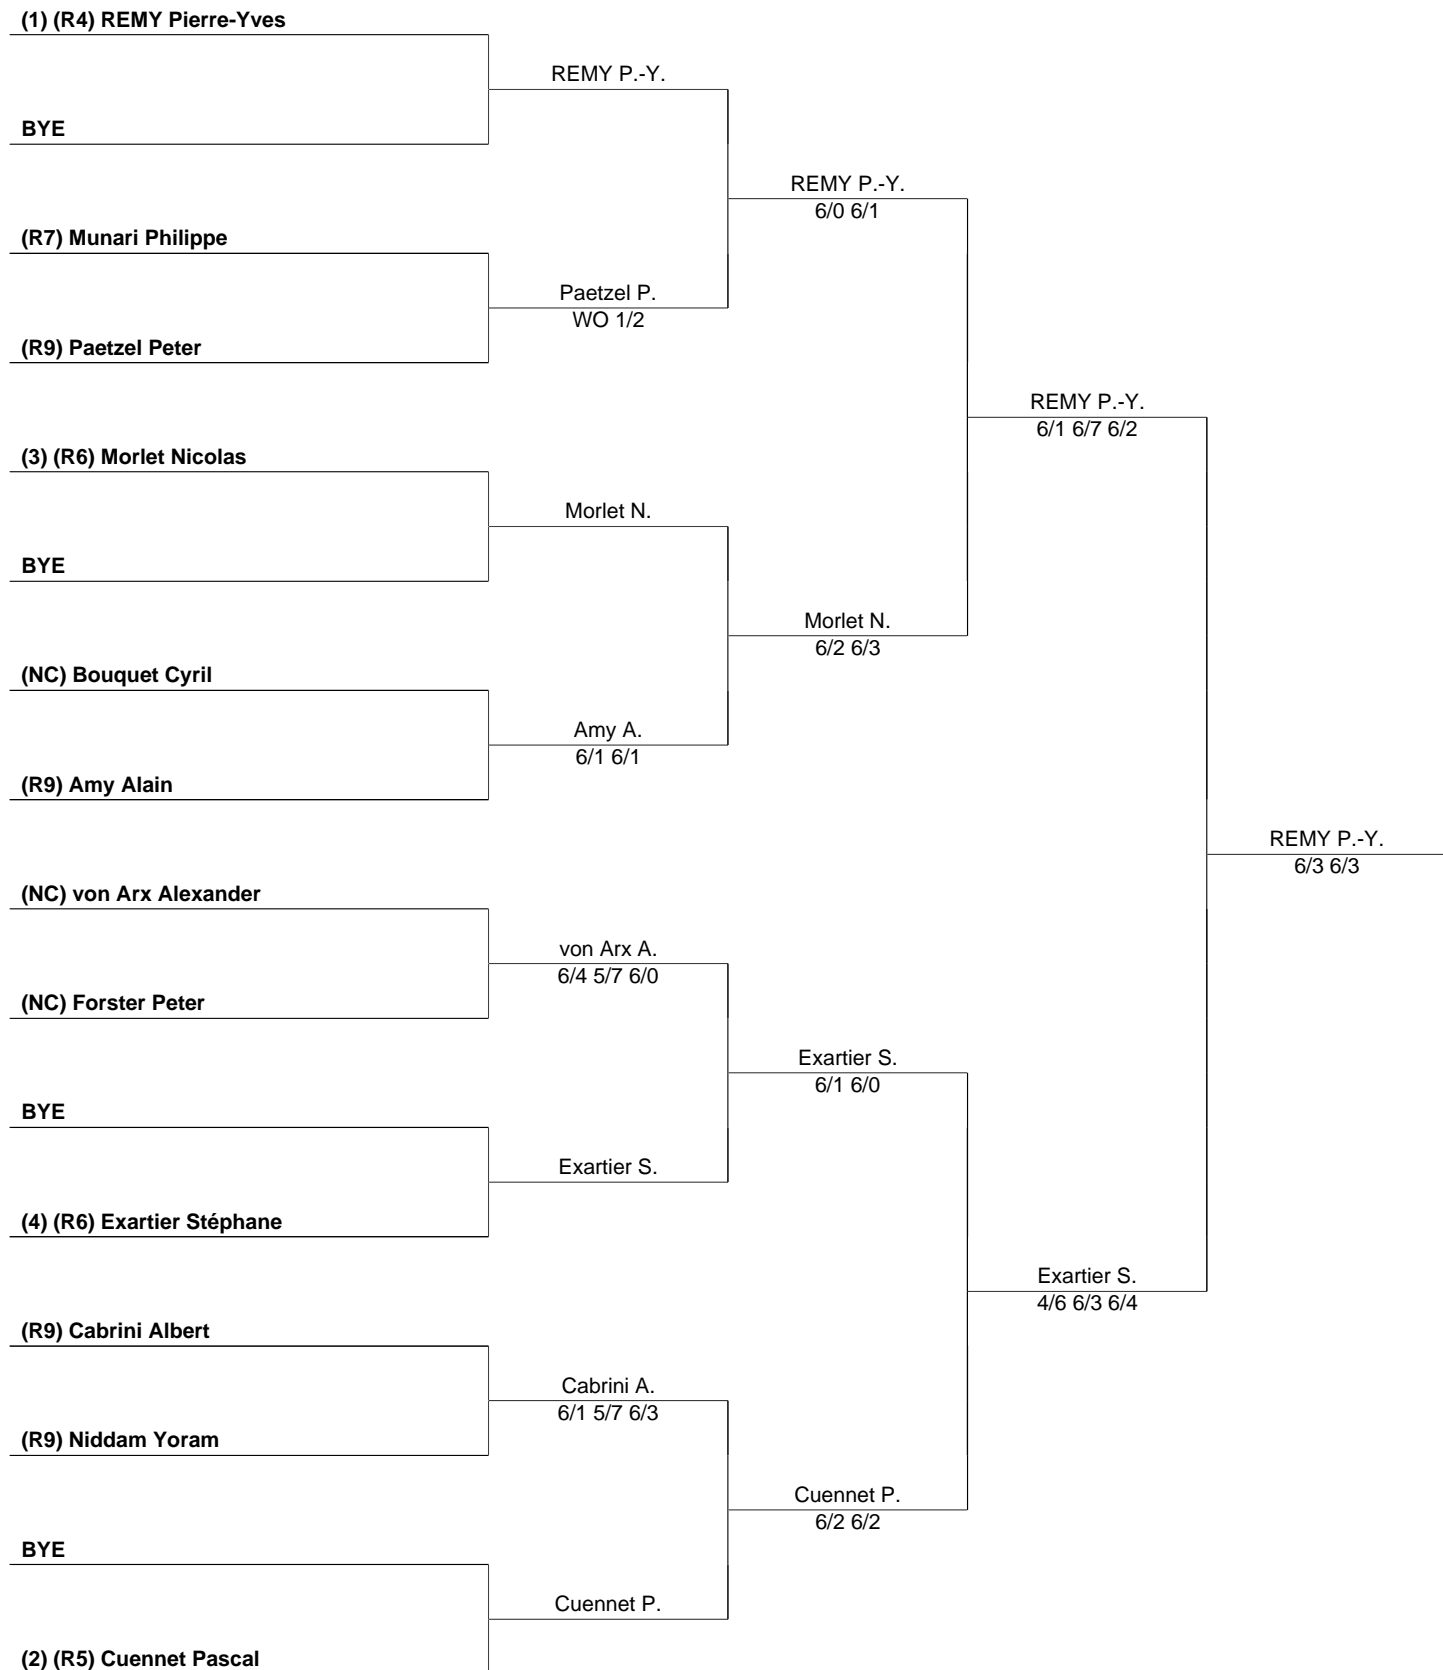 (1) (R4) REMY Pierre-Yves
REMY P.-Y.
BYE
REMY P.-Y.
6/0 6/1
(R7) Munari Philippe
Paetzel P.
WO 1/2
(R9) Paetzel Peter
REMY P.-Y.
6/1 6/7 6/2
(3) (R6) Morlet Nicolas
Morlet N.
BYE
Morlet N.
6/2 6/3
(NC) Bouquet Cyril
Amy A.
6/1 6/1
(R9) Amy Alain
REMY P.-Y.
6/3 6/3
(NC) von Arx Alexander
von Arx A.
6/4 5/7 6/0
(NC) Forster Peter
Exartier S.
6/1 6/0
BYE
Exartier S.
(4) (R6) Exartier Stéphane
Exartier S.
4/6 6/3 6/4
(R9) Cabrini Albert
Cabrini A.
6/1 5/7 6/3
(R9) Niddam Yoram
Cuennet P.
6/2 6/2
BYE
Cuennet P.
(2) (R5) Cuennet Pascal